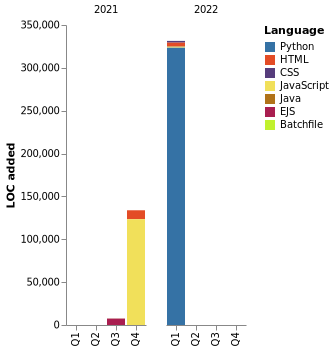 2021 2022
Language
Python
HTML
CSS
JavaScript
Java
EJS
Batchfile
LOC added
350,000
300,000
250,000
200,000
150,000
100,000
50,000
0
Q1 Q2 Q3 Q4 Q1 Q2 Q3 Q4